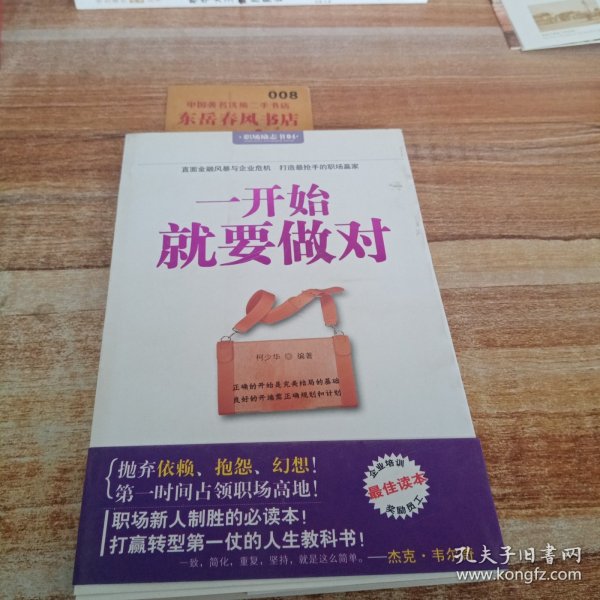 008
中国著名淡熊二手书店
东岳春风书店
·职场励志书04·
直面金融风暴与企业危机 打造最抢手的职场赢家
一开始
就要做对
柯少华 编著
正确的开始是完美结局的基础
良好的开端需正确规划和计划
抛弃依赖、抱怨、幻想！
第一时间占领职场高地！
企业培训
最佳读本
奖励员工
职场新人制胜的必读本！
打赢转型第一仗的人生教科书！
一致，简化，重复，坚持，就是这么简单。——杰克·韦尔奇
孔夫子旧书网
www.kongfz.com